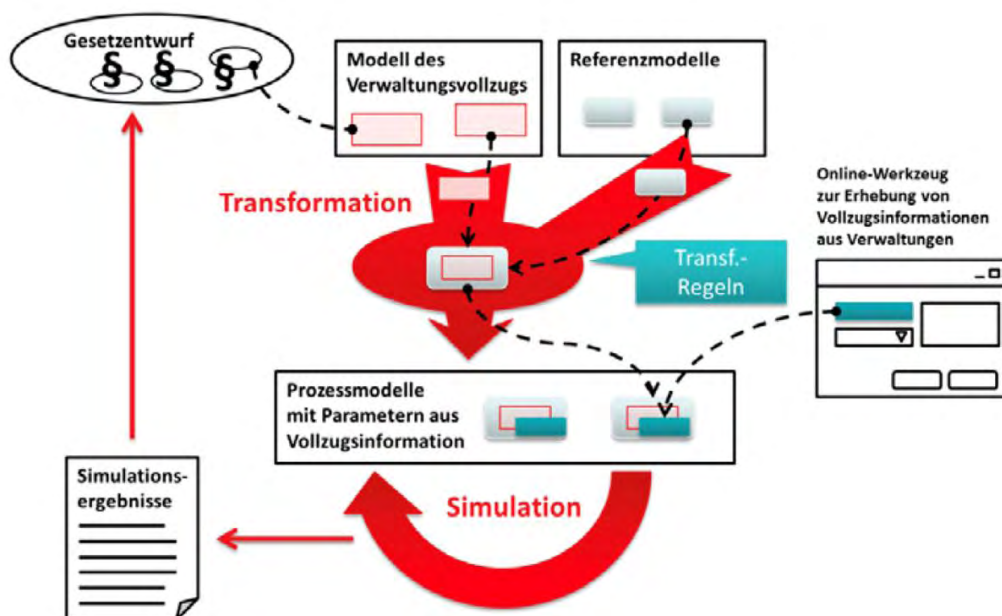 Gesetzentwurf
§ § §
Modell des
Verwaltungsvollzugs
Referenzmodelle
Online-Werkzeug
zur Erhebung von
Vollzugsinformationen
aus Verwaltungen
Transformation
Transf.-
Regeln
Prozessmodelle
mit Parametern aus
Vollzugsinformation
Simulations-
ergebnisse
Simulation